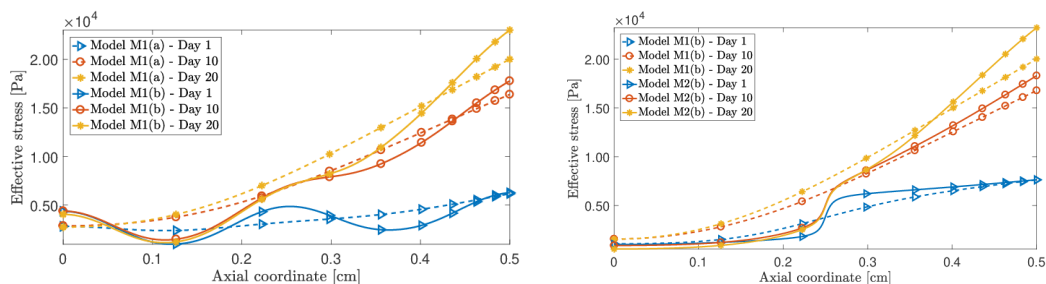 ×10⁴
2.00
1.50
1.00
0.50
Effective stress [Pa]
Model M1(a) - Day 1
Model M1(a) - Day 10
Model M1(a) - Day 20
Model M1(b) - Day 1
Model M1(b) - Day 10
Model M1(b) - Day 20
0 0.1 0.2 0.3 0.4 0.5
Axial coordinate [cm]
×10⁴
2.00
1.50
1.00
0.50
Effective stress [Pa]
Model M1(b) - Day 1
Model M1(b) - Day 10
Model M1(b) - Day 20
Model M2(b) - Day 1
Model M2(b) - Day 10
Model M2(b) - Day 20
0 0.1 0.2 0.3 0.4 0.5
Axial coordinate [cm]